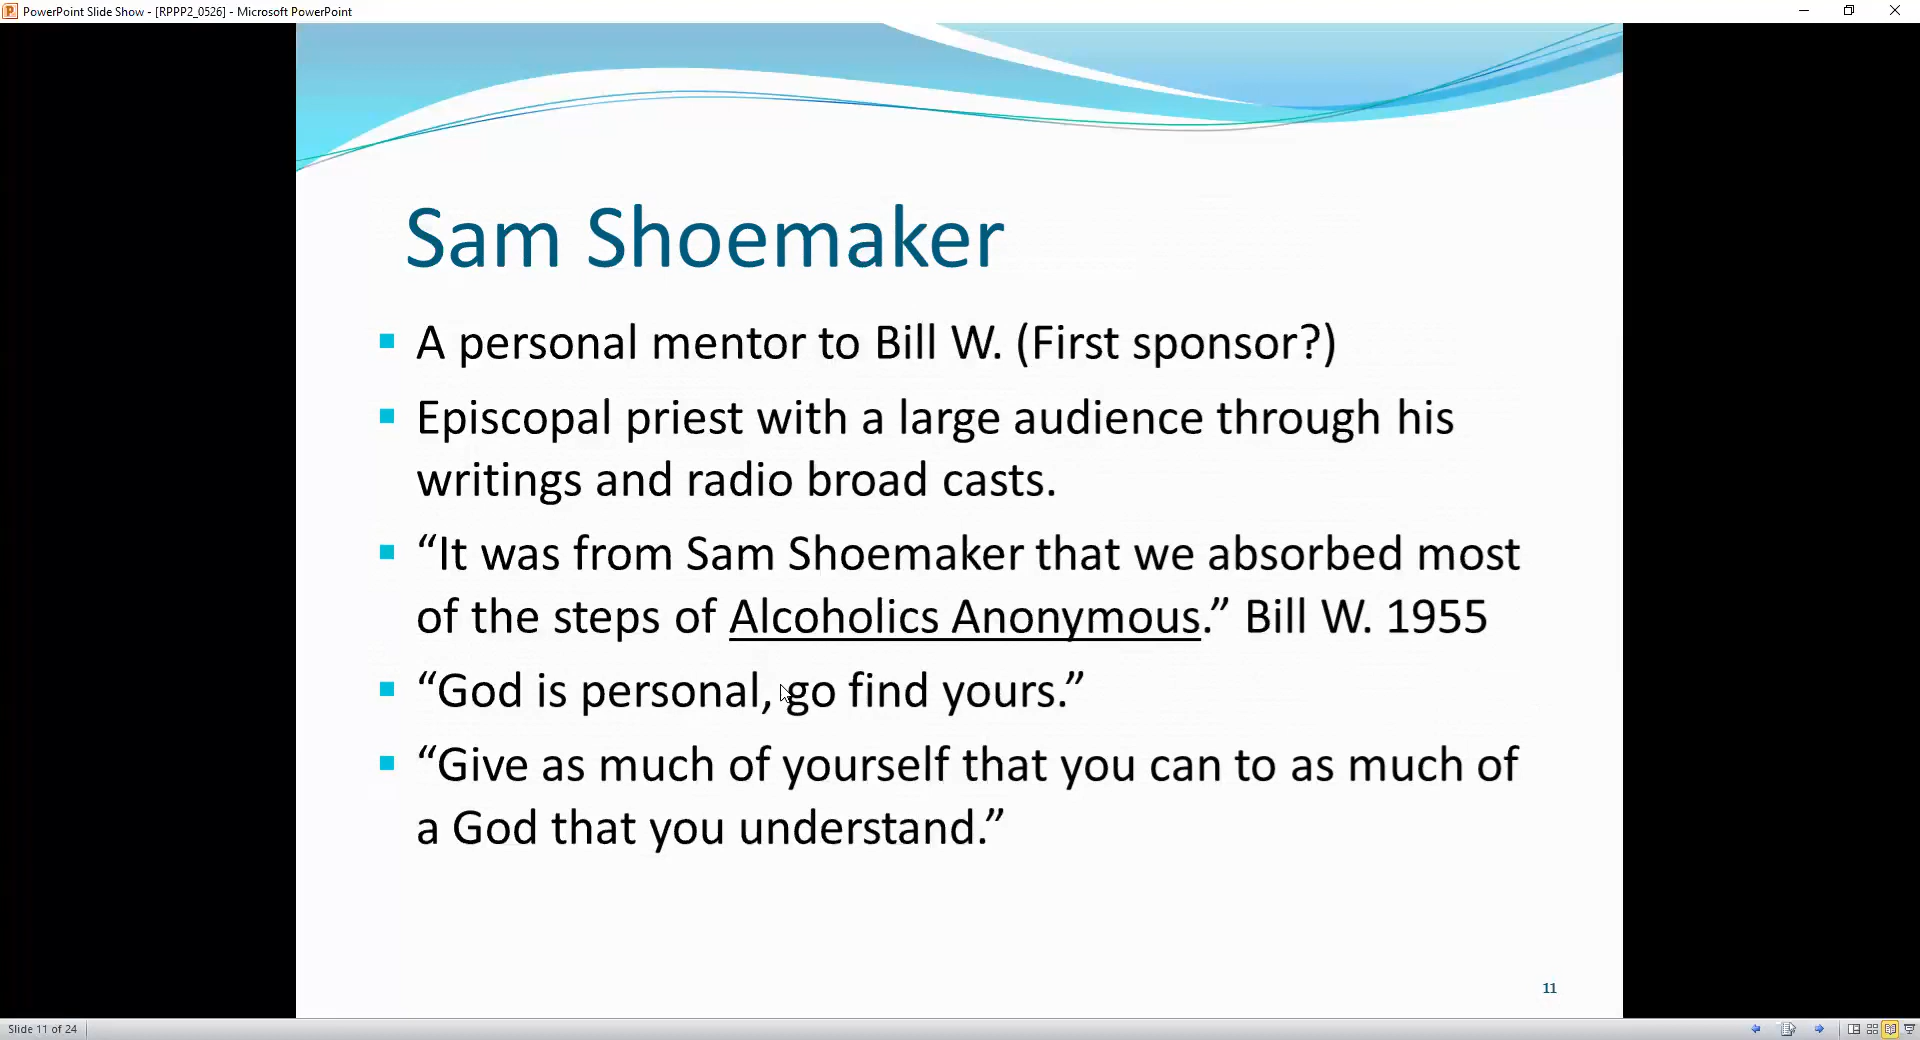 PowerPoint Slide Show - [RPPP2_0526] - Microsoft PowerPoint
Sam Shoemaker
A personal mentor to Bill W. (First sponsor?)
Episcopal priest with a large audience through his
writings and radio broad casts.
“It was from Sam Shoemaker that we absorbed most
of the steps of Alcoholics Anonymous.” Bill W. 1955
“God is personal, go find yours.”
“Give as much of yourself that you can to as much of
a God that you understand.”
11
Slide 11 of 24